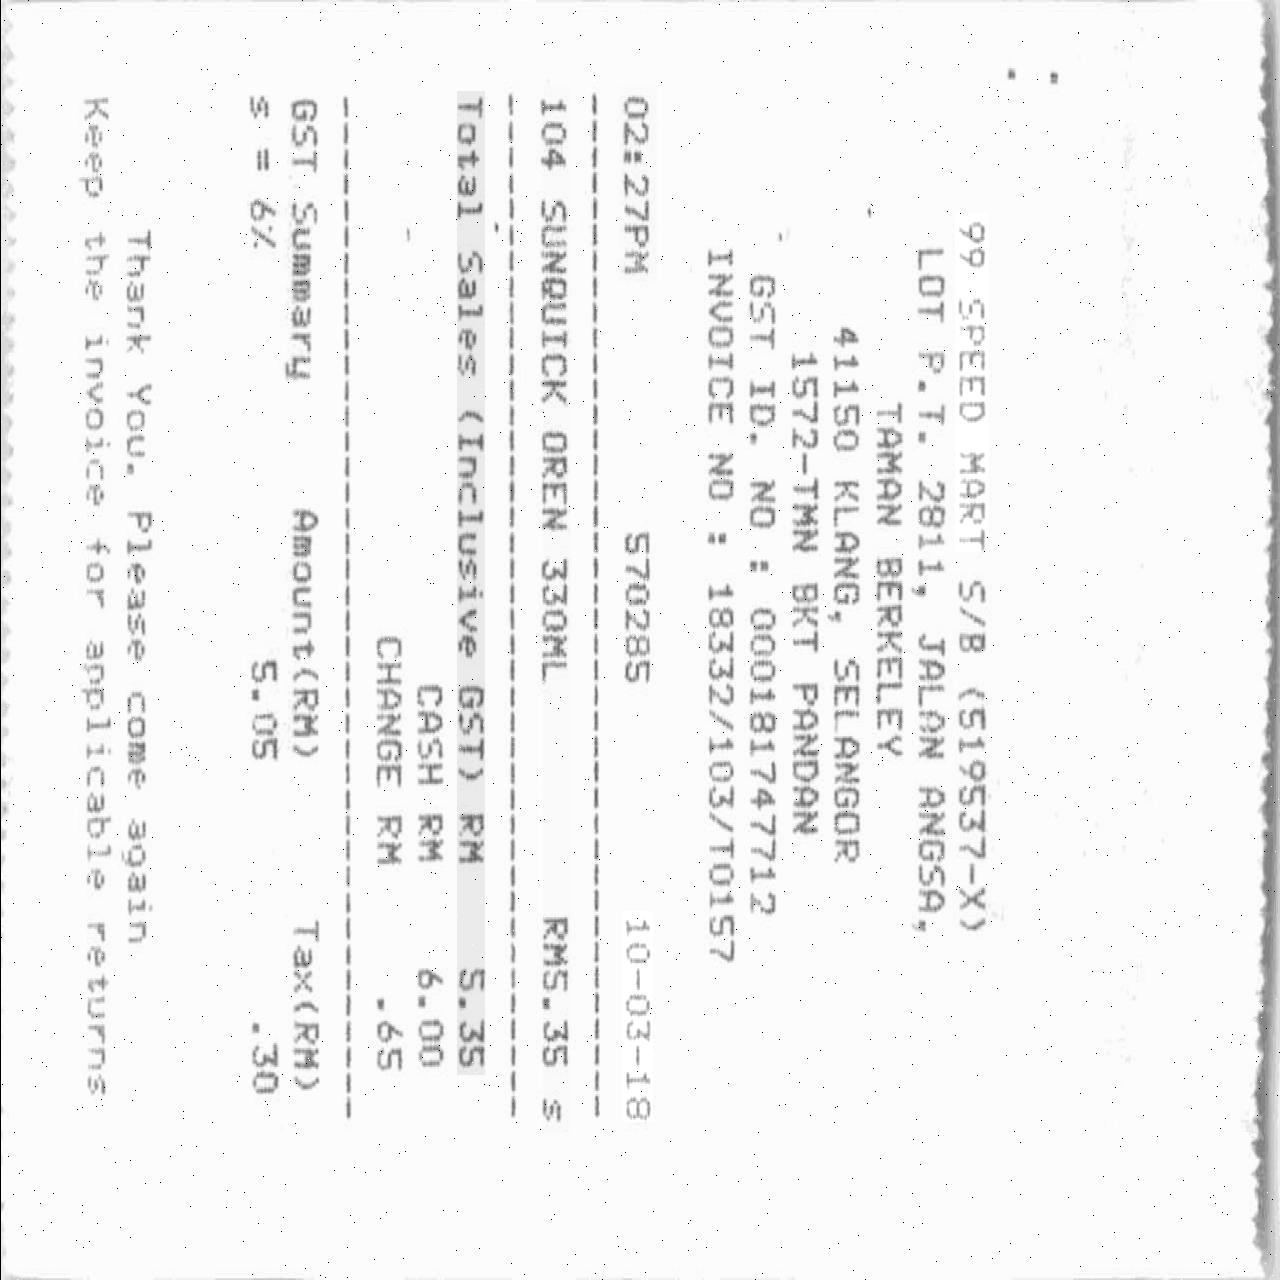 99 SPEED MART S/B (519537-X)
LOT P.T. 2811, JALAN ANGSA,
TAMAN BERKELEY
41150 KLANG, SELANGOR
1572-TMN BKT PANDAN
GST ID. NO : 000181747712
INVOICE NO : 18332/103/T0157
02:27PM 570285 10-03-18
104 SUNQUICK OREN 330ML RM5.35 s
Total Sales (Inclusive GST) RM 5.35
CASH RM 6.00
CHANGE RM .65
GST Summary Amount(RM) Tax(RM)
s = 6% 5.05 .30
Thank You. Please come again
Keep the invoice for applicable returns